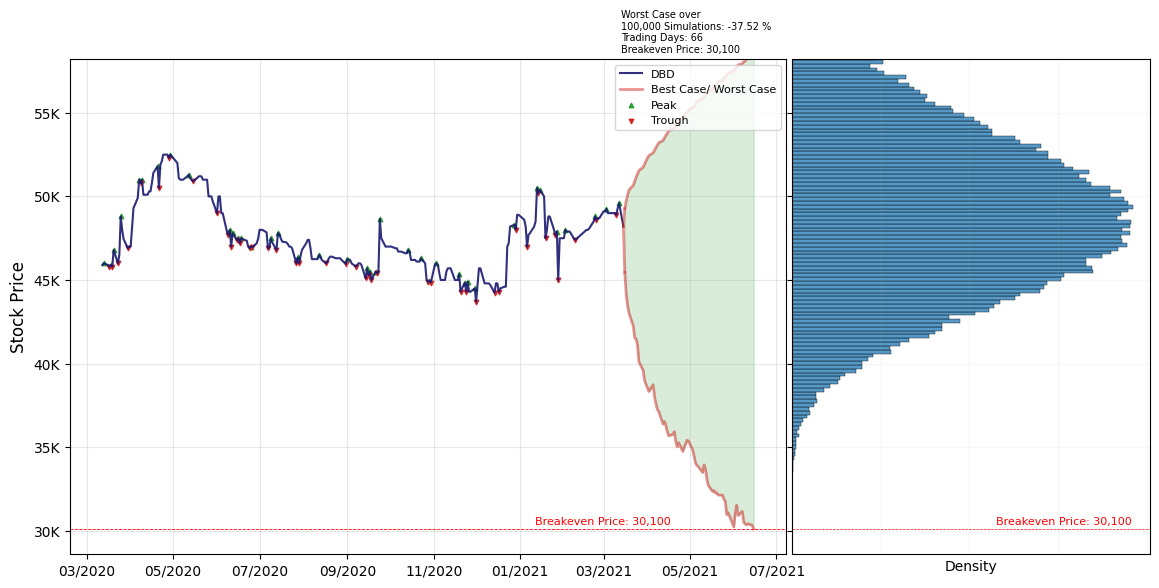 Worst Case over
100,000 Simulations: -37.52 %
Trading Days: 66
Breakeven Price: 30,100
DBD
Best Case/ Worst Case
Peak
Trough
Stock Price
55K
50K
45K
40K
35K
30K
Breakeven Price: 30,100
Breakeven Price: 30,100
03/2020 05/2020 07/2020 09/2020 11/2020 01/2021 03/2021 05/2021 07/2021
Density